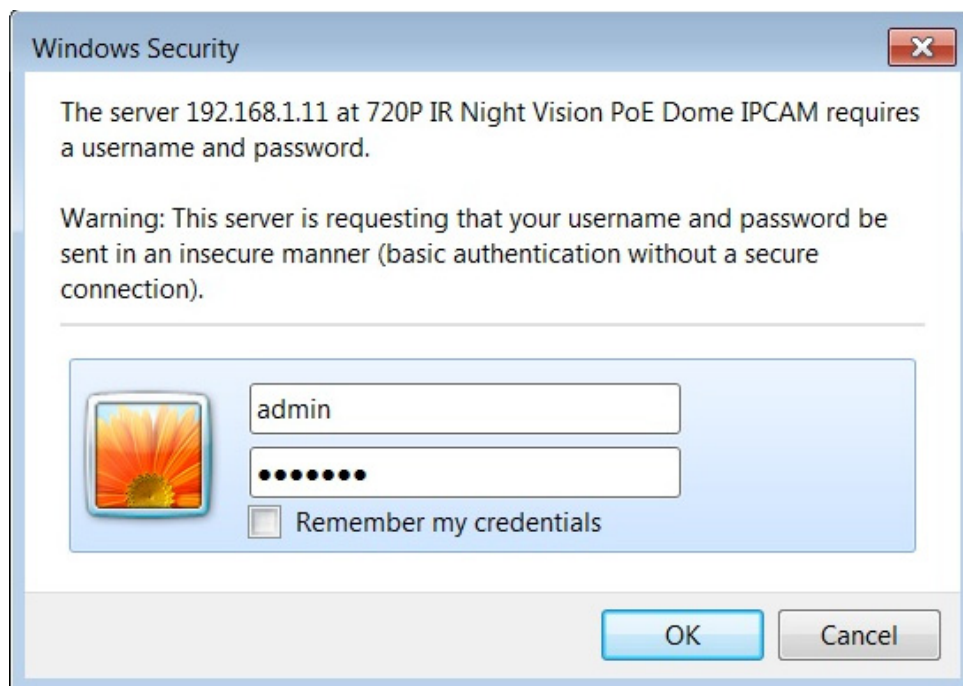 Windows Security
The server 192.168.1.11 at 720P IR Night Vision PoE Dome IPCAM requires
a username and password.
Warning: This server is requesting that your username and password be
sent in an insecure manner (basic authentication without a secure
connection).
admin
●●●●●●●
Remember my credentials
OK
Cancel